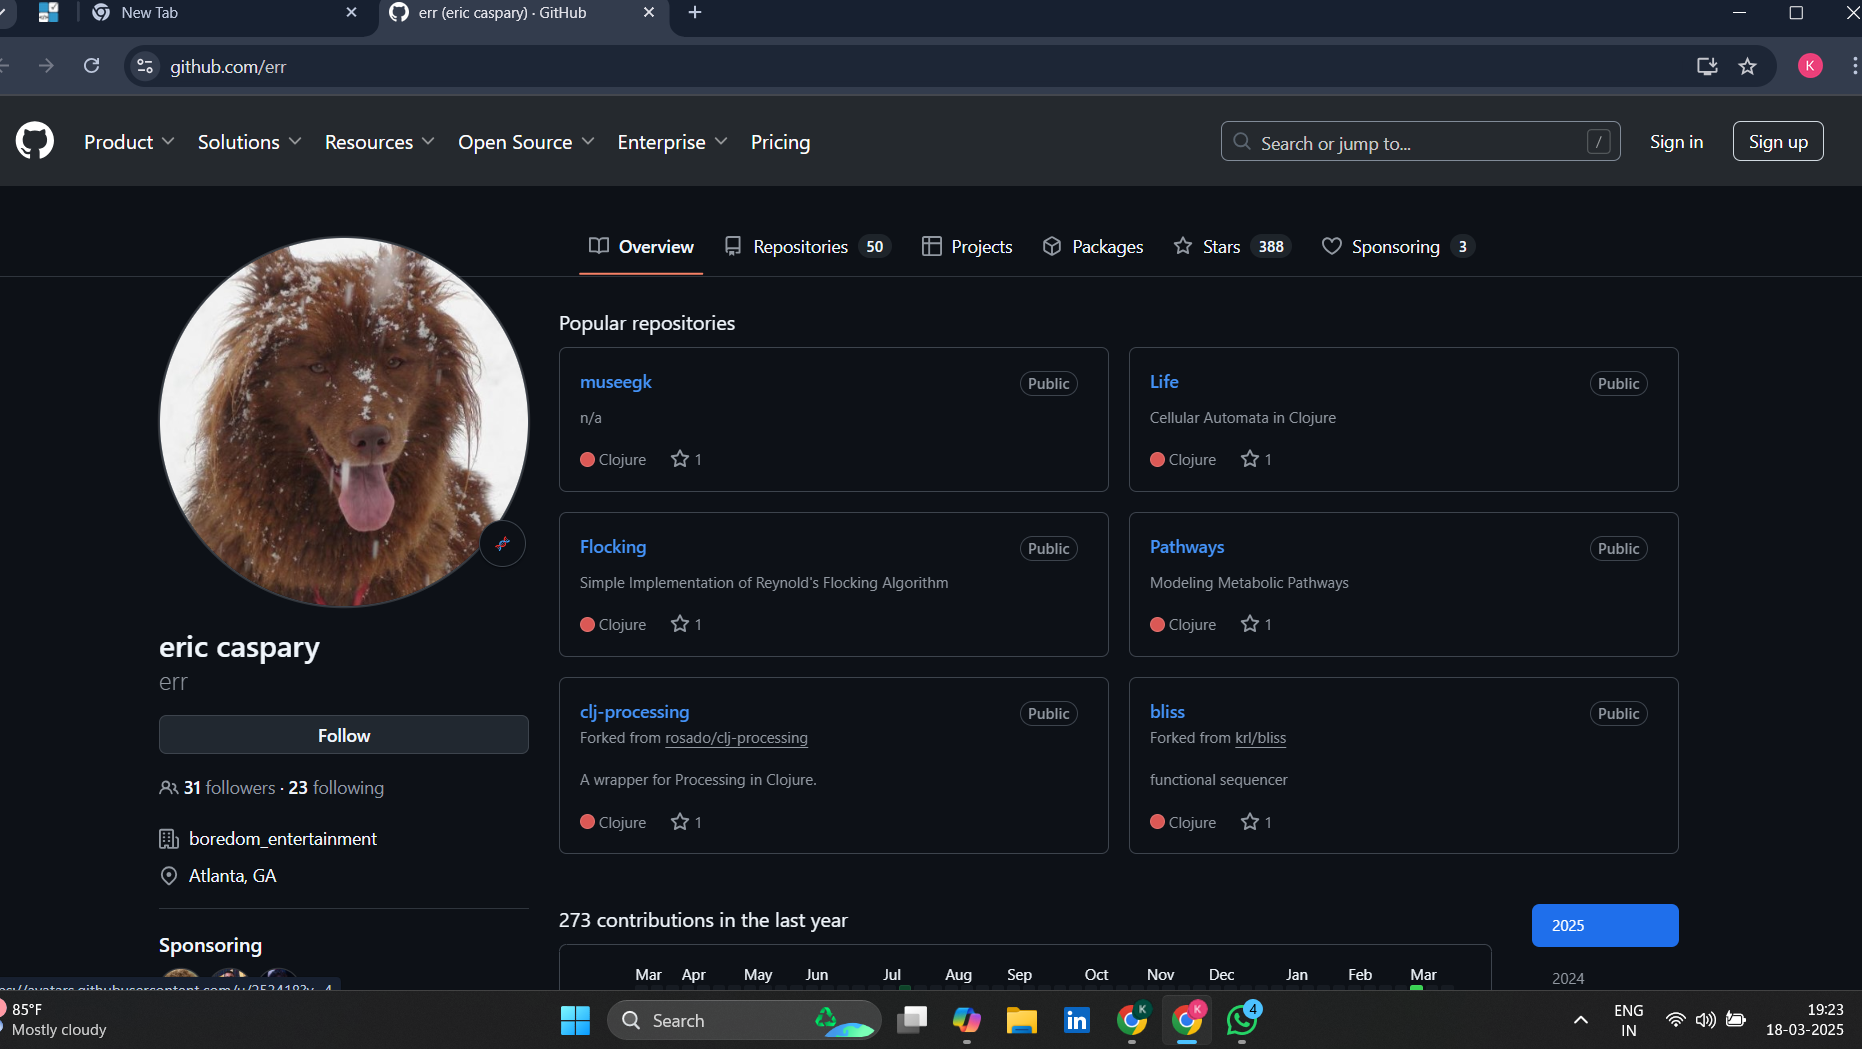 New Tab
err (eric caspary) · GitHub
github.com/err
K
Product
Solutions
Resources
Open Source
Enterprise
Pricing
Search or jump to...
/
Sign in
Sign up
Overview
Repositories 50
Projects
Packages
Stars 388
Sponsoring 3
eric caspary
err
Follow
31 followers · 23 following
boredom_entertainment
Atlanta, GA
Sponsoring
Popular repositories
museegk
Public
n/a
Clojure 1
Life
Public
Cellular Automata in Clojure
Clojure 1
Flocking
Public
Simple Implementation of Reynold's Flocking Algorithm
Clojure 1
Pathways
Public
Modeling Metabolic Pathways
Clojure 1
clj-processing
Public
Forked from rosado/clj-processing
A wrapper for Processing in Clojure.
Clojure 1
bliss
Public
Forked from krl/bliss
functional sequencer
Clojure 1
273 contributions in the last year
Mar Apr May Jun Jul Aug Sep Oct Nov Dec Jan Feb Mar
2025
2024
85°F
Mostly cloudy
Search
in
K
K
4
ENG
IN
19:23
18-03-2025